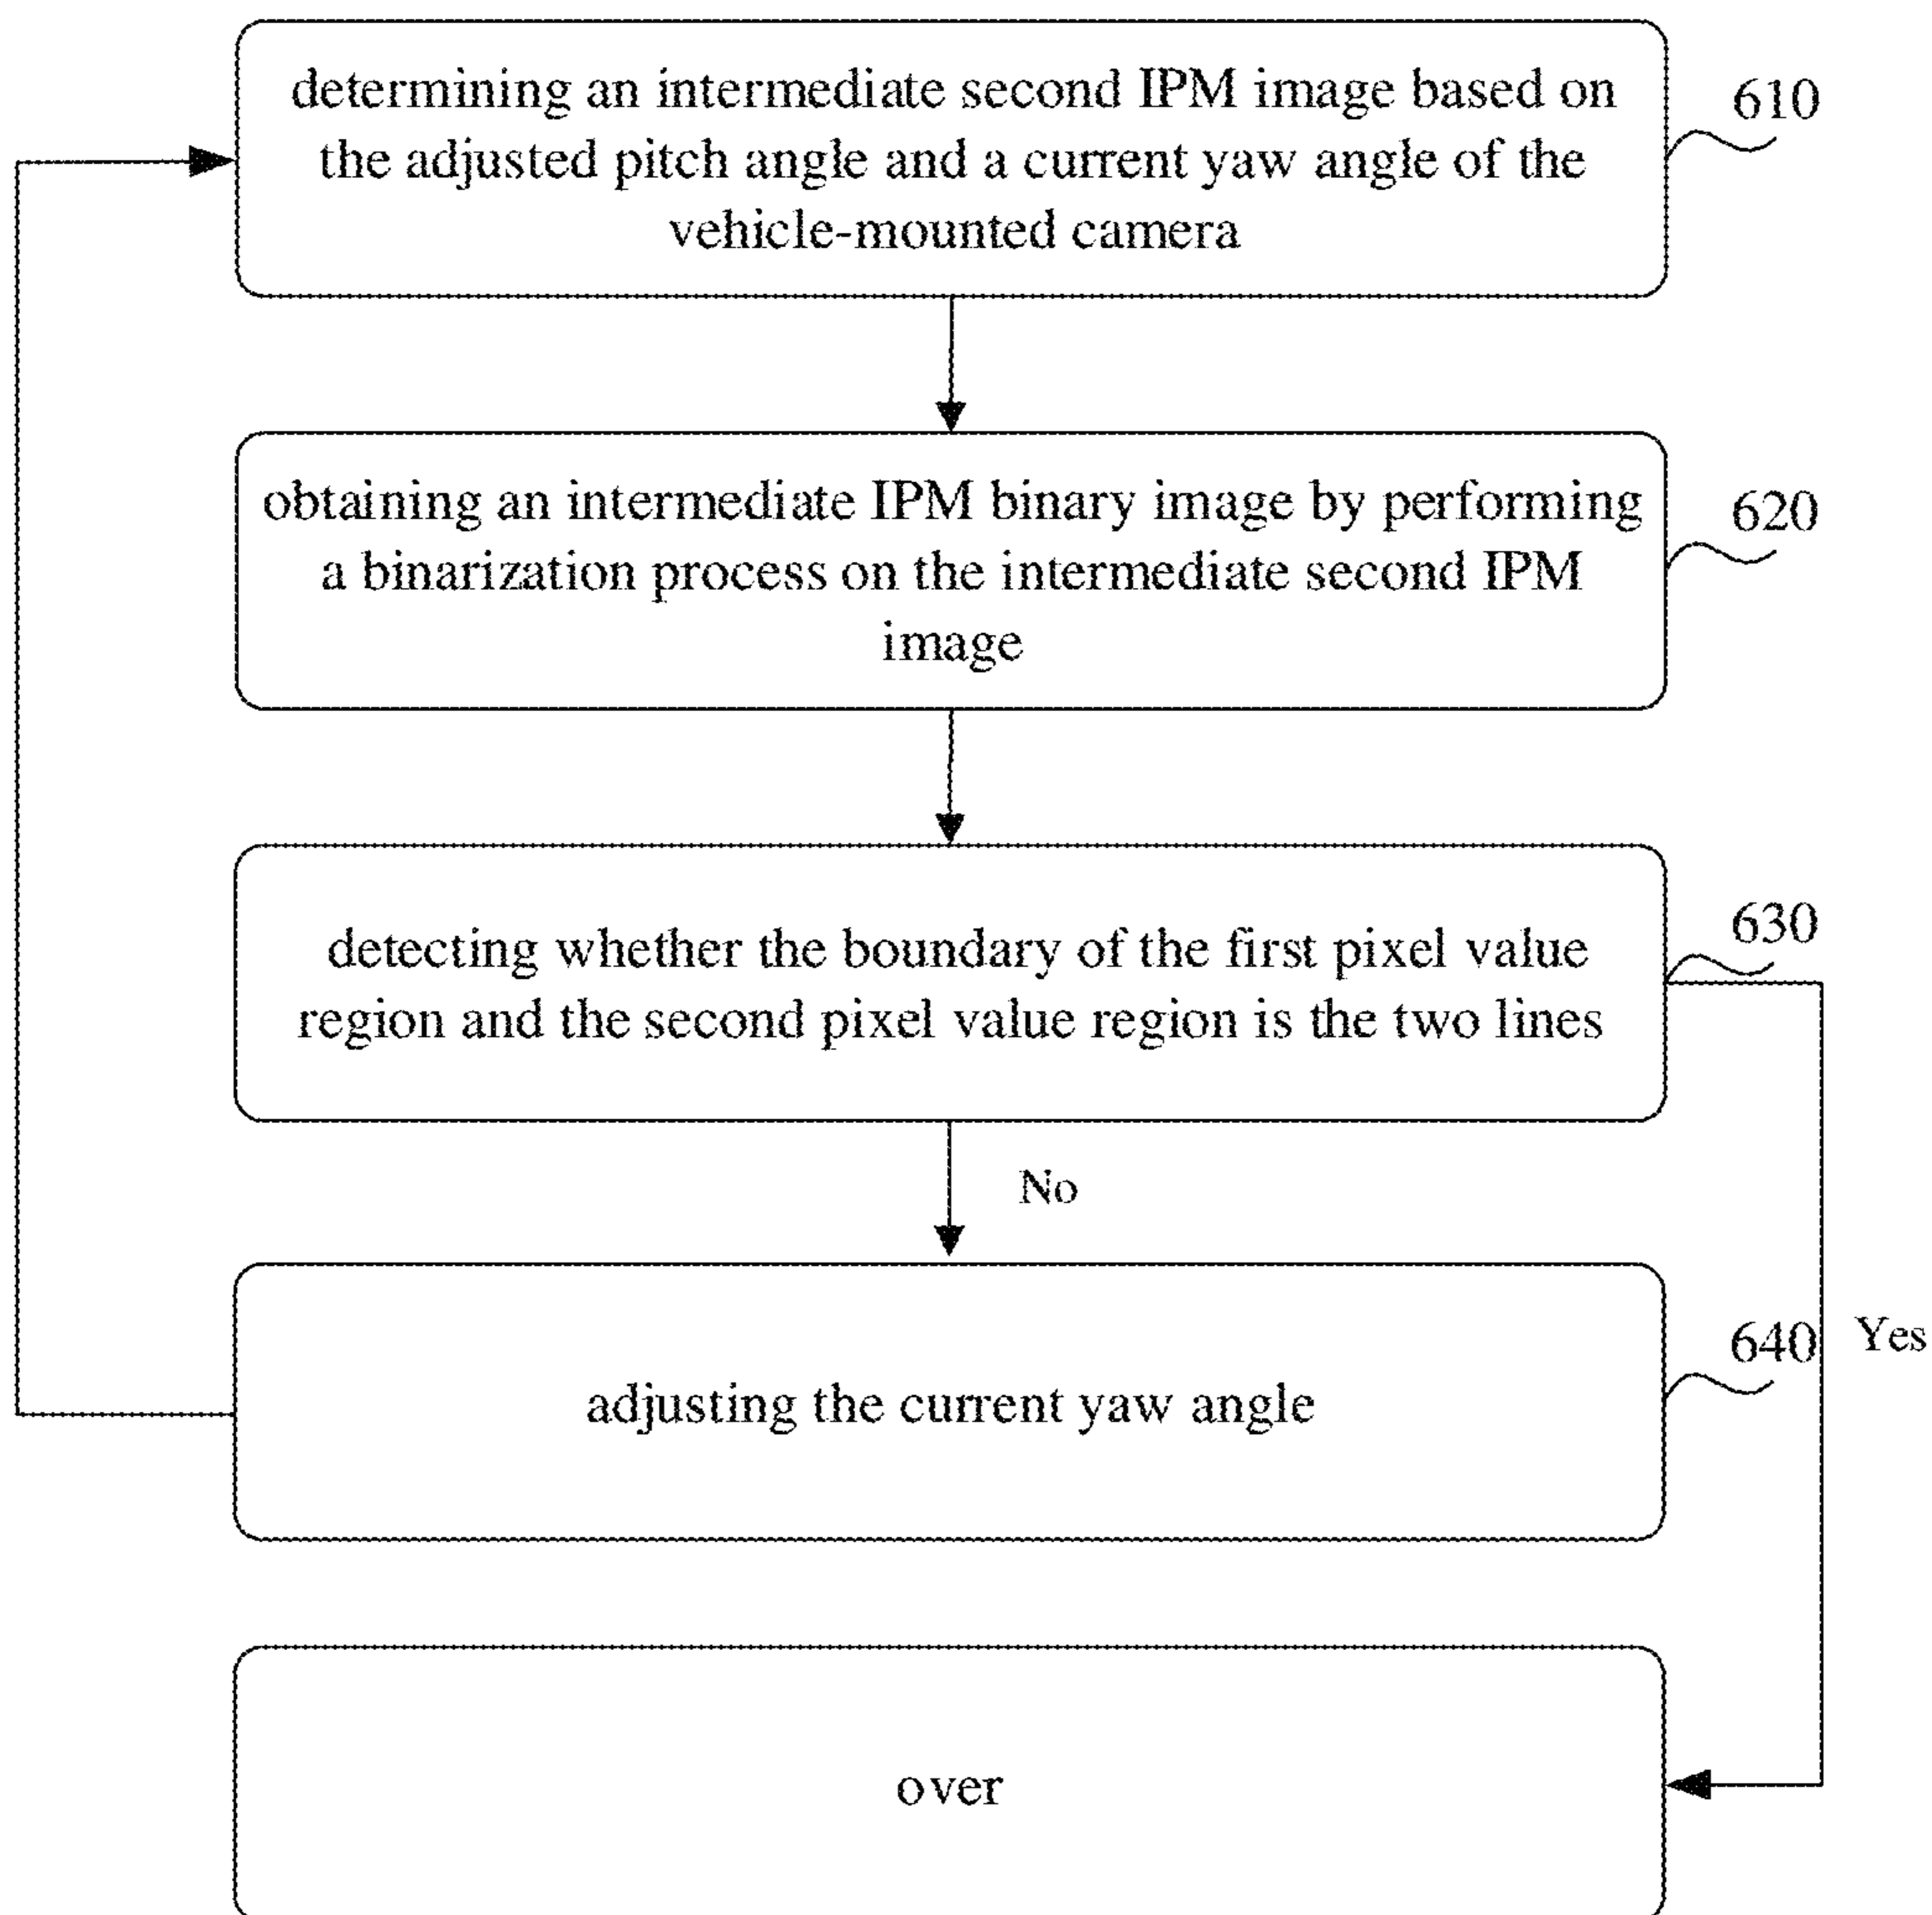 determining an intermediate second IPM image based on
the adjusted pitch angle and a current yaw angle of the
vehicle-mounted camera
610
obtaining an intermediate IPM binary image by performing
a binarization process on the intermediate second IPM
image
620
detecting whether the boundary of the first pixel value
region and the second pixel value region is the two lines
630
No
adjusting the current yaw angle
640
Yes
over